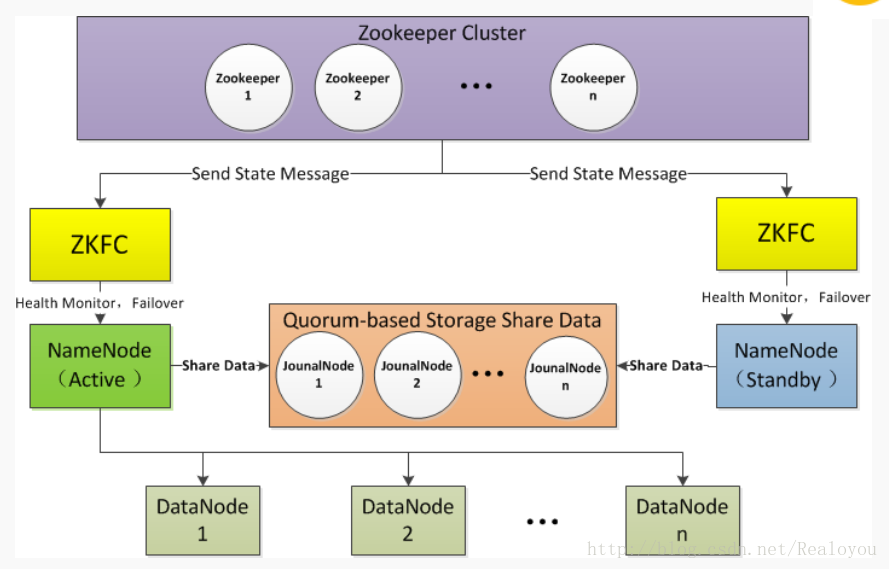 Zookeeper Cluster
Zookeeper
1
Zookeeper
2
...
Zookeeper
n
Send State Message
Send State Message
ZKFC
ZKFC
Health Monitor，Failover
Health Monitor，Failover
Quorum-based Storage Share Data
NameNode
（Active ）
Share Data
JounalNode
1
JounalNode
2
...
JounalNode
n
Share Data
NameNode
（Standby ）
DataNode
1
DataNode
2
...
DataNode
n
http://blog.csdn.net/Realoyou